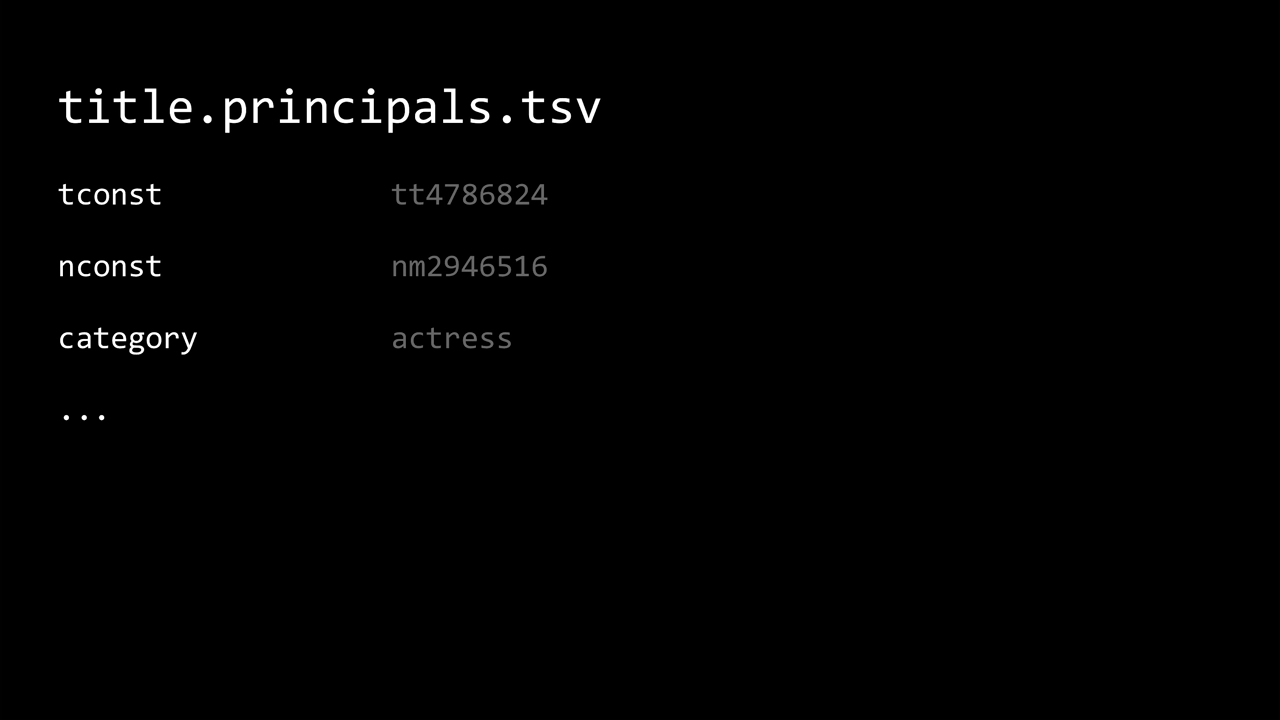 title.principals.tsv
tconst tt4786824
nconst nm2946516
category actress
...